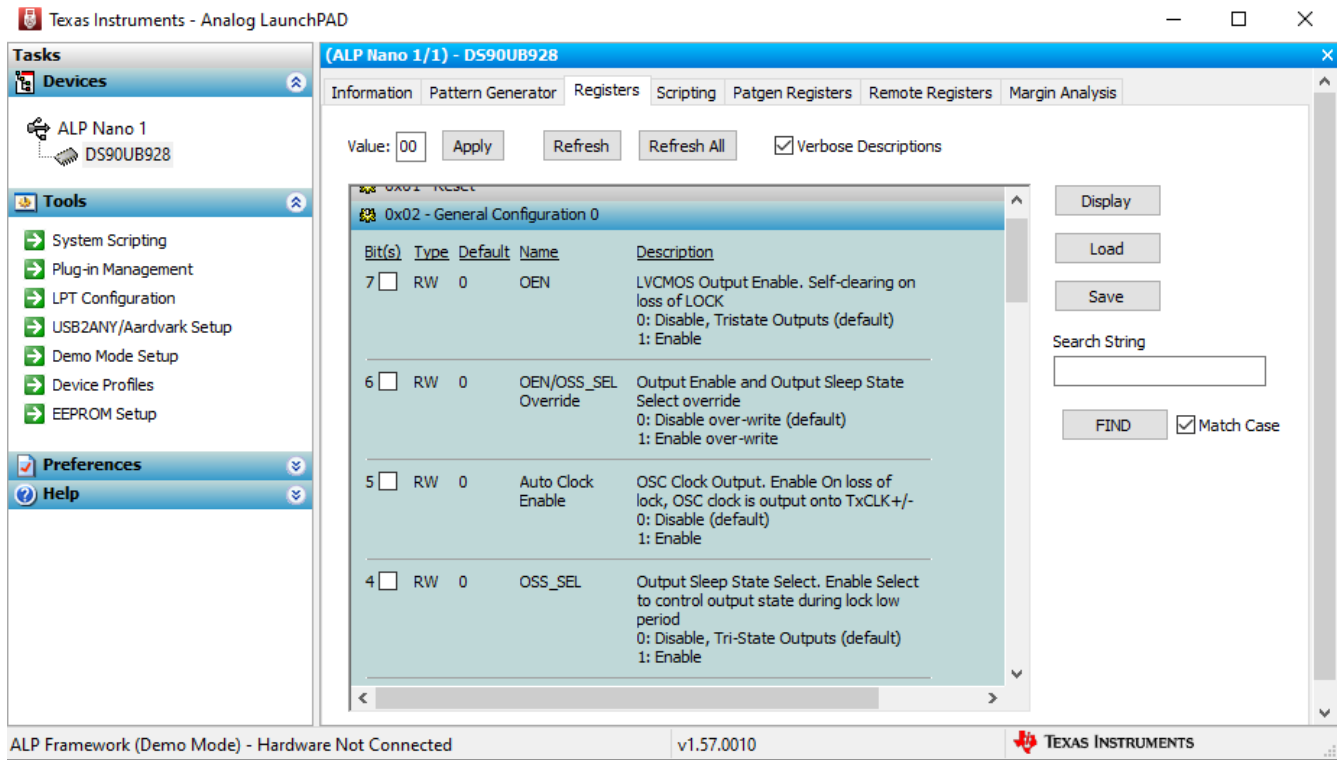 Texas Instruments - Analog LaunchPAD
Tasks
Devices
ALP Nano 1
DS90UB928
Tools
System Scripting
Plug-in Management
LPT Configuration
USB2ANY/Aardvark Setup
Demo Mode Setup
Device Profiles
EEPROM Setup
Preferences
Help
(ALP Nano 1/1) - DS90UB928
Information Pattern Generator Registers Scripting Patgen Registers Remote Registers Margin Analysis
Value: 00 Apply Refresh Refresh All Verbose Descriptions
0x01 - Reset
0x02 - General Configuration 0
Bit(s) Type Default Name Description
7 RW 0 OEN LVCMOS Output Enable. Self-clearing on
loss of LOCK
0: Disable, Tristate Outputs (default)
1: Enable
6 RW 0 OEN/OSS_SEL Output Enable and Output Sleep State
Override Select override
0: Disable over-write (default)
1: Enable over-write
5 RW 0 Auto Clock OSC Clock Output. Enable On loss of
Enable lock, OSC clock is output onto TxCLK+/-
0: Disable (default)
1: Enable
4 RW 0 OSS_SEL Output Sleep State Select. Enable Select
to control output state during lock low
period
0: Disable, Tri-State Outputs (default)
1: Enable
Display
Load
Save
Search String
FIND Match Case
ALP Framework (Demo Mode) - Hardware Not Connected v1.57.0010 TEXAS INSTRUMENTS